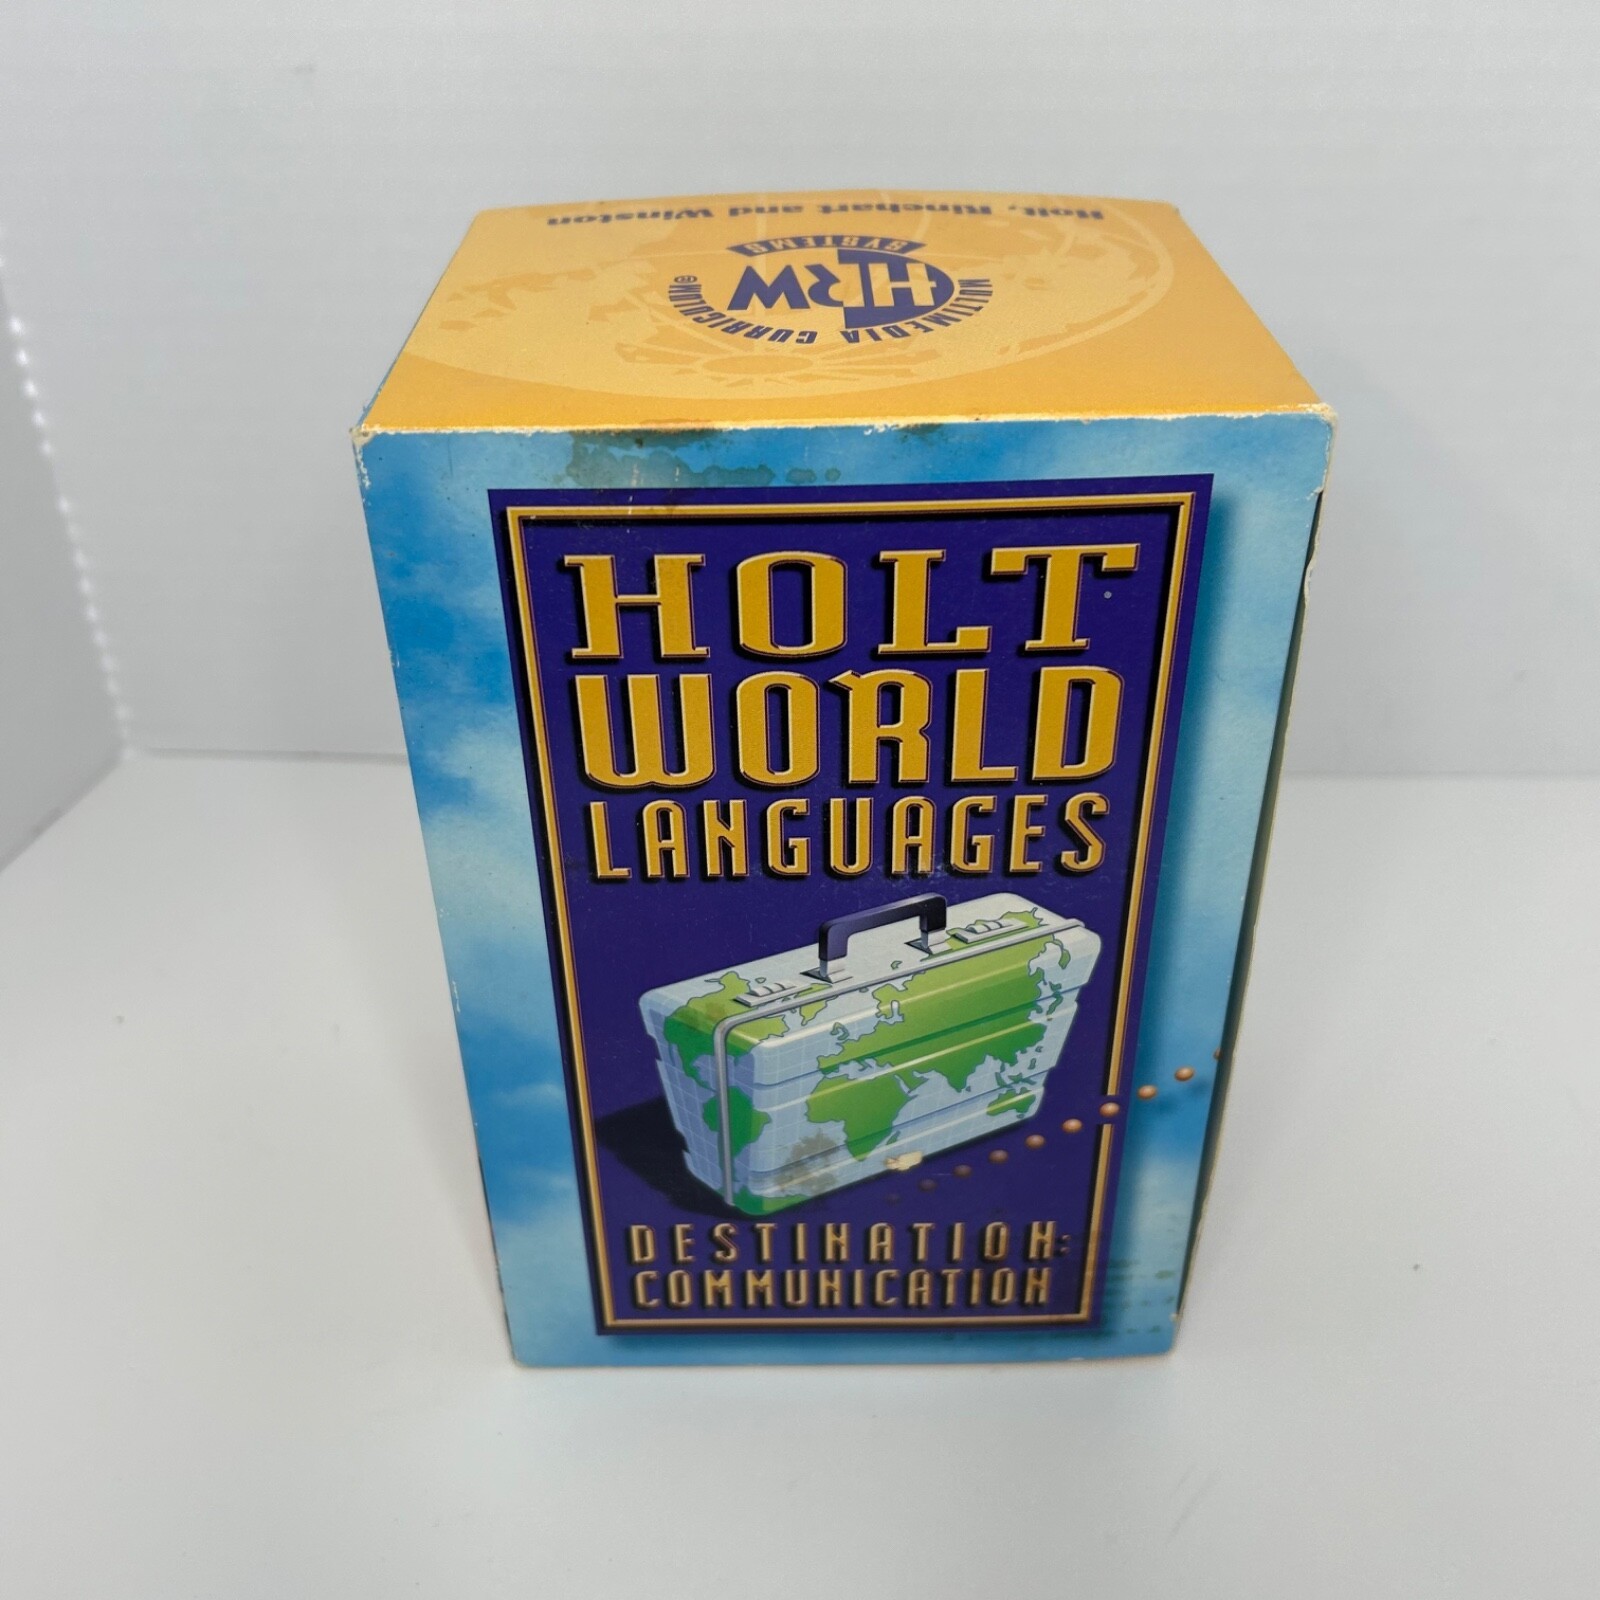 Holt, Rinehart and Winston
SYSTEMS
HRW
MULTIMEDIA CURRICULUM®
HOLT
WORLD
LANGUAGES
DESTINATION:
COMMUNICATION